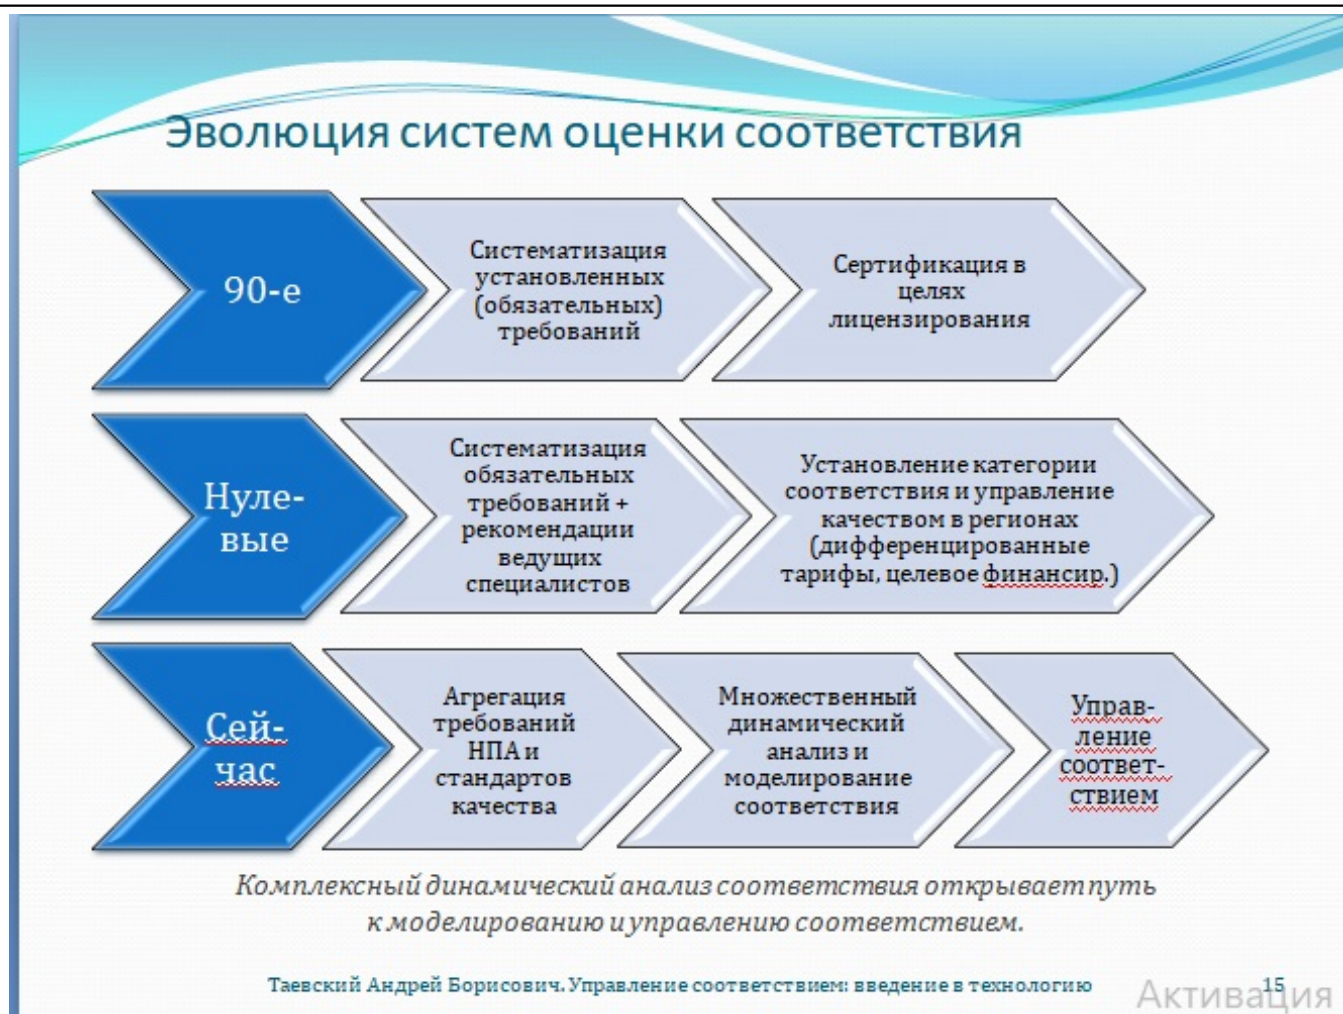 Эволюция систем оценки соответствия
90-е
Систематизация
установленных
(обязательных)
требований
Сертификация в
целях
лицензирования
Нуле-
вые
Систематизация
обязательных
требований +
рекомендации
ведущих
специалистов
Установление категории
соответствия и управление
качеством в регионах
(дифференцированные
тарифы, целевое финансир.)
Сей-
час
Агрегация
требований
НПА и
стандартов
качества
Множественный
динамический
анализ и
моделирование
соответствия
Управ-
ление
соответ-
ствием
Комплексный динамический анализ соответствия открывает путь
к моделированию и управлению соответствием.
Таевский Андрей Борисович. Управление соответствием: введение в технологию
15
Активация